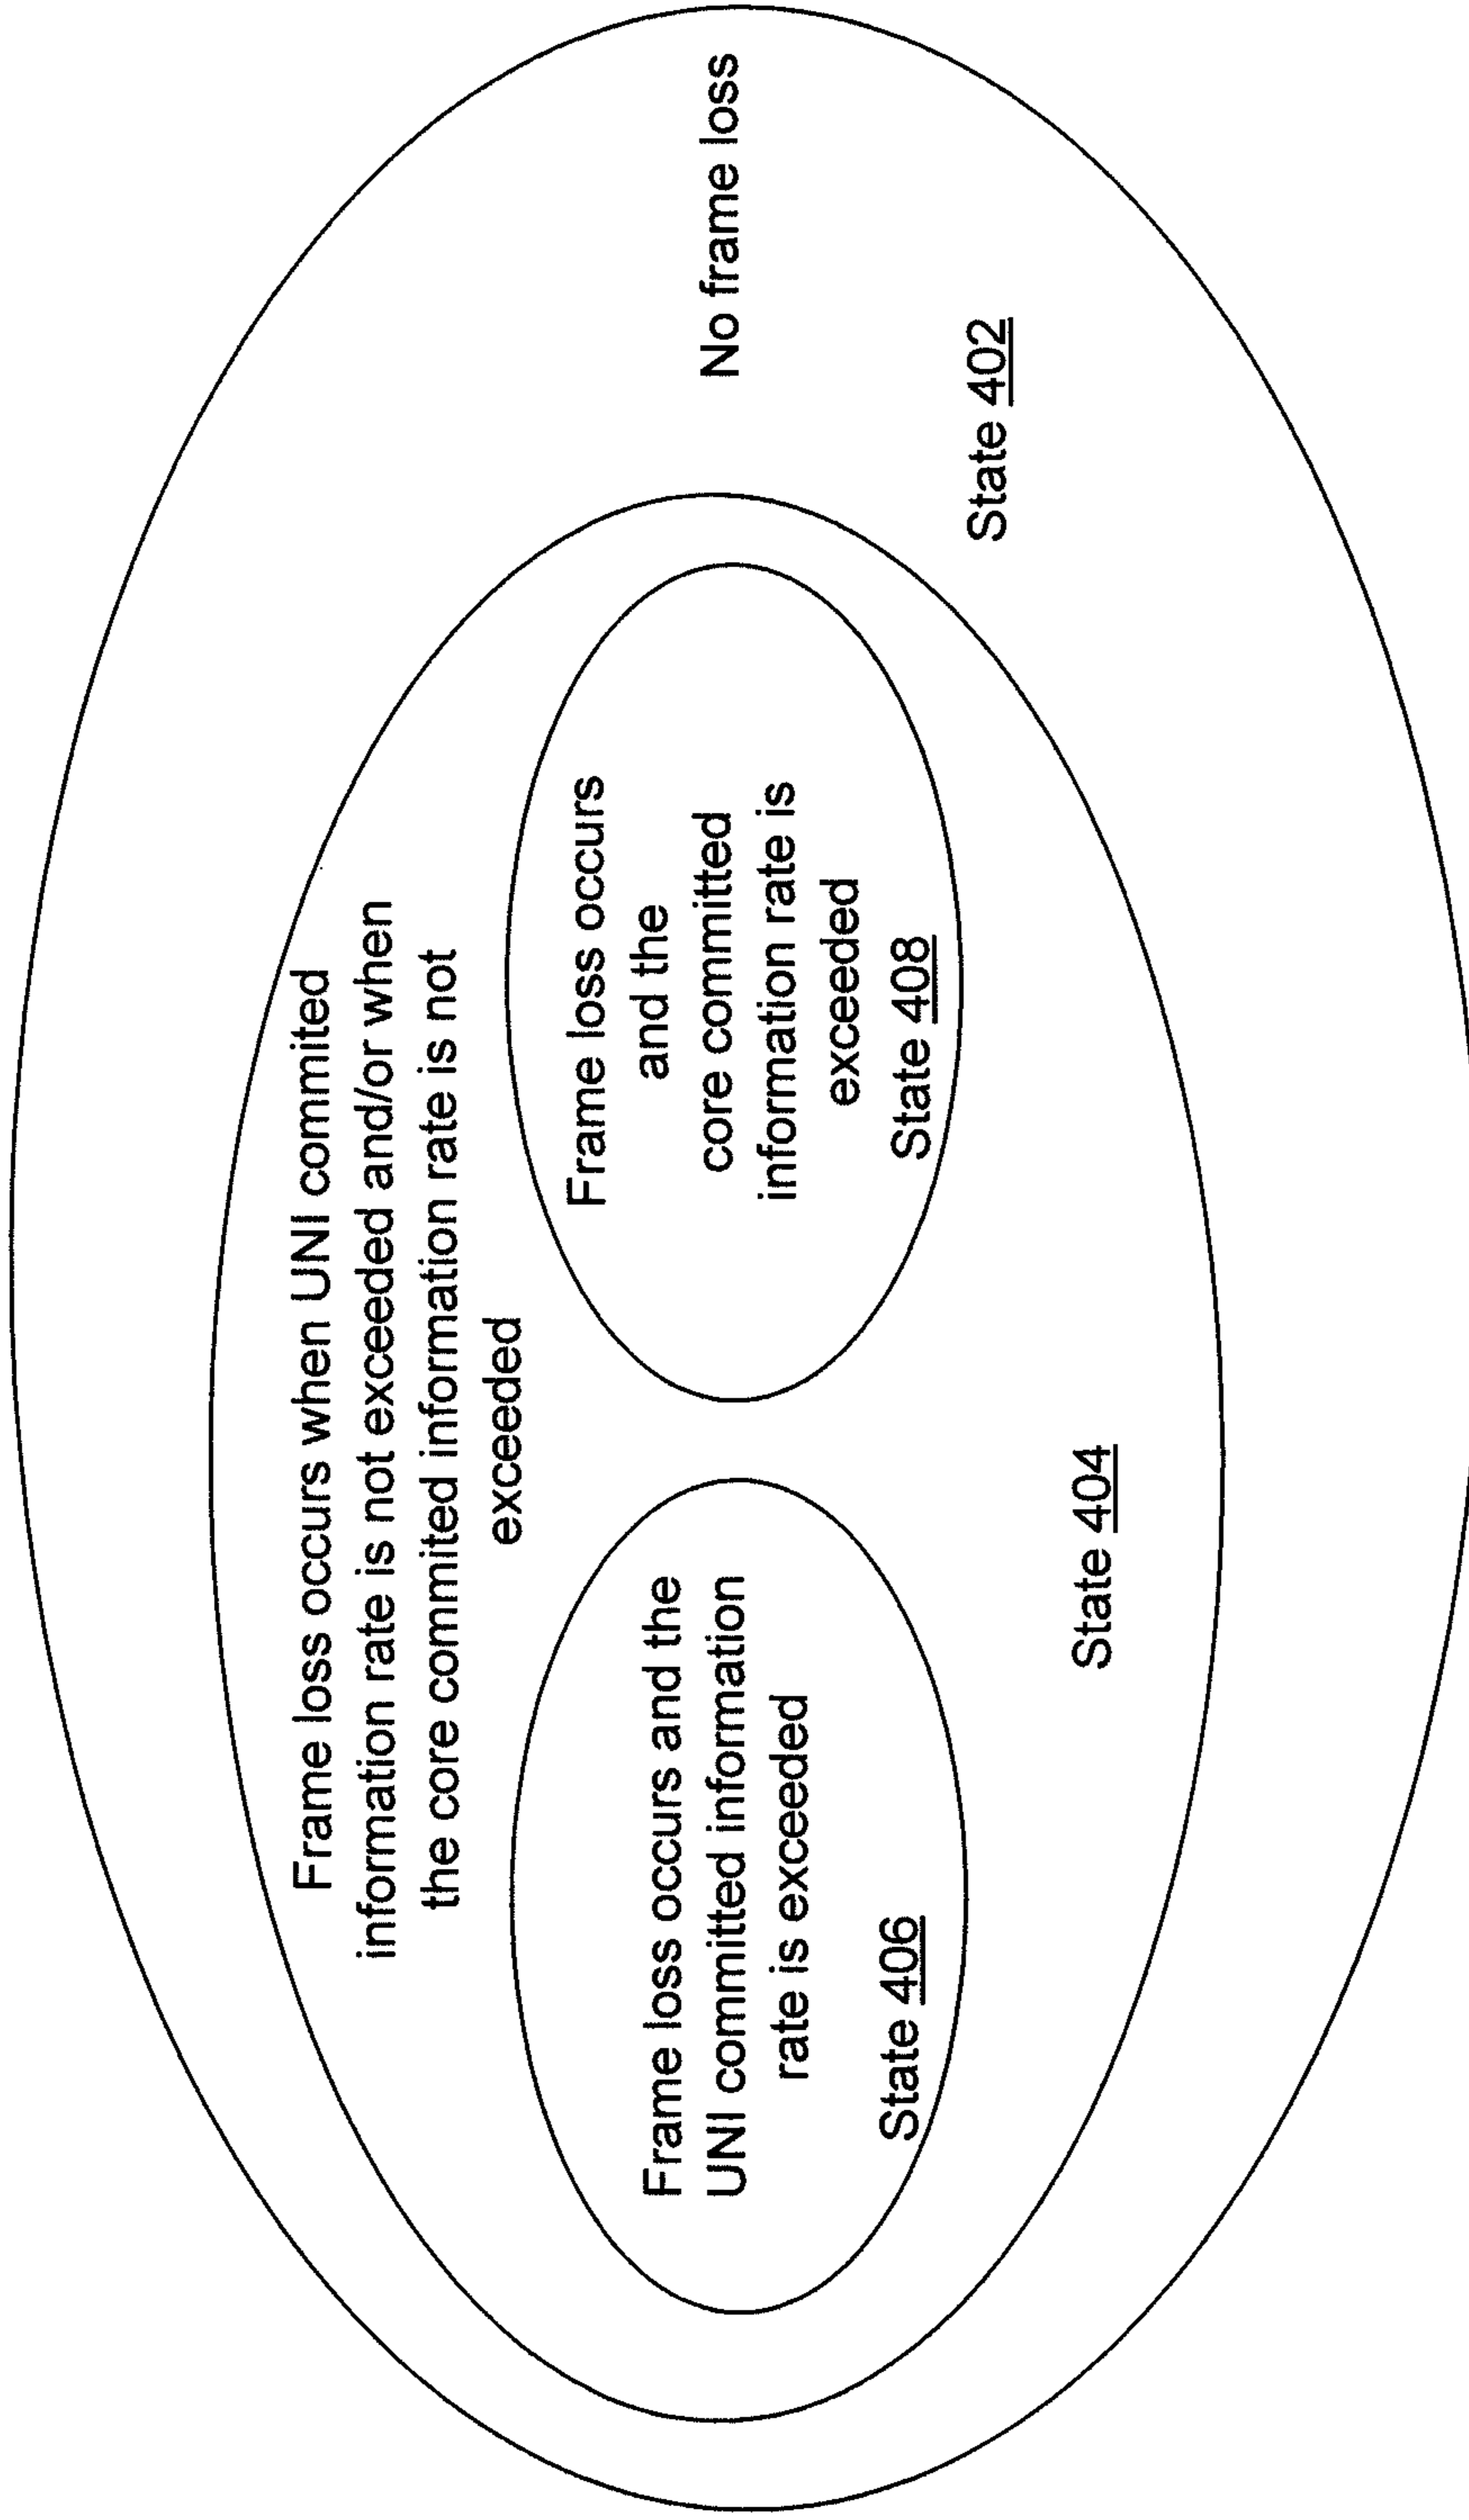 Frame loss occurs when UNI commited
information rate is not exceeded and/or when
the core commited information rate is not
exceeded
Frame loss occurs and the
UNI committed information
rate is exceeded
State 406
Frame loss occurs
and the
core committed
information rate is
exceeded
State 408
State 404
No frame loss
State 402